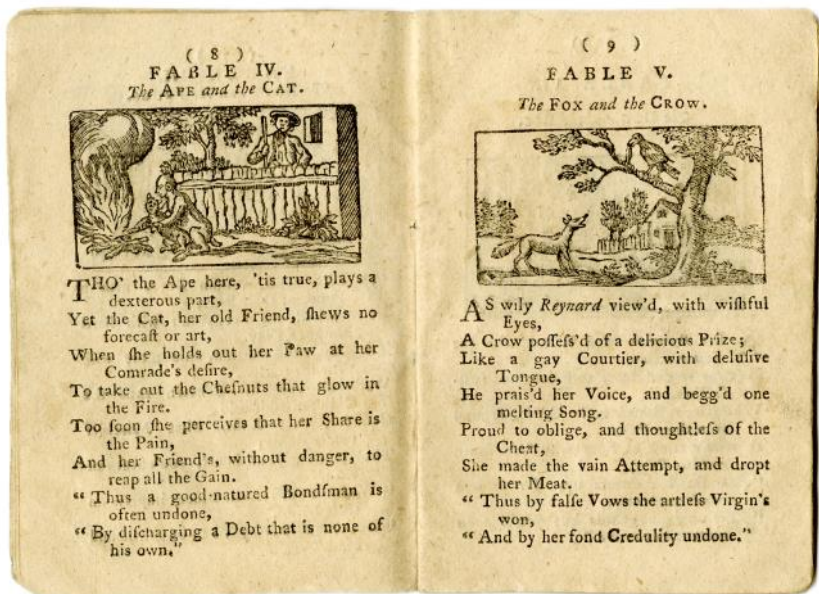 ( 8 )
FABLE IV.
The APE and the CAT.
THO' the Ape here, 'tis true, plays a
dexterous part,
Yet the Cat, her old Friend, ſhews no
forecaſt or art,
When ſhe holds out her Paw at her
Comrade's deſire,
To take out the Cheſnuts that glow in
the Fire.
Too ſoon ſhe perceives that her Share is
the Pain,
And her Friend's, without danger, to
reap all the Gain.
“ Thus a good-natured Bondſman is
often undone,
“ By diſcharging a Debt that is none of
his own.”
( 9 )
FABLE V.
The FOX and the CROW.
AS wily Reynard view'd, with wiſhful
Eyes,
A Crow poſſeſs'd of a delicious Prize;
Like a gay Courtier, with deluſive
Tongue,
He prais'd her Voice, and begg'd one
melting Song.
Proud to oblige, and thoughtleſs of the
Cheat,
She made the vain Attempt, and dropt
her Meat.
“ Thus by falſe Vows the artleſs Virgin's
won,
“ And by her fond Credulity undone.”